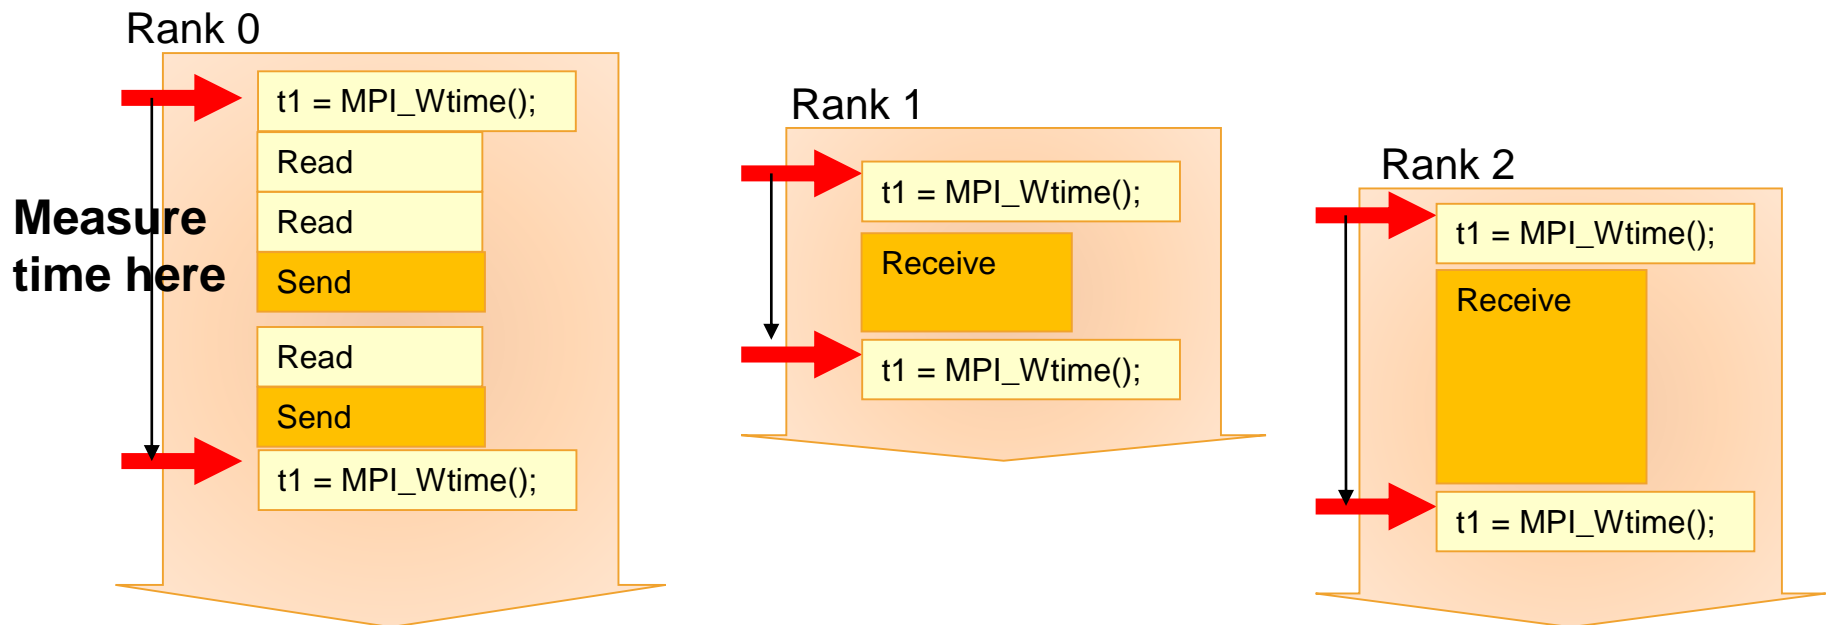 Rank 0
t1 = MPI_Wtime();
Read
Read
Send
Read
Send
t1 = MPI_Wtime();
Measure
time here
Rank 1
t1 = MPI_Wtime();
Receive
t1 = MPI_Wtime();
Rank 2
t1 = MPI_Wtime();
Receive
t1 = MPI_Wtime();